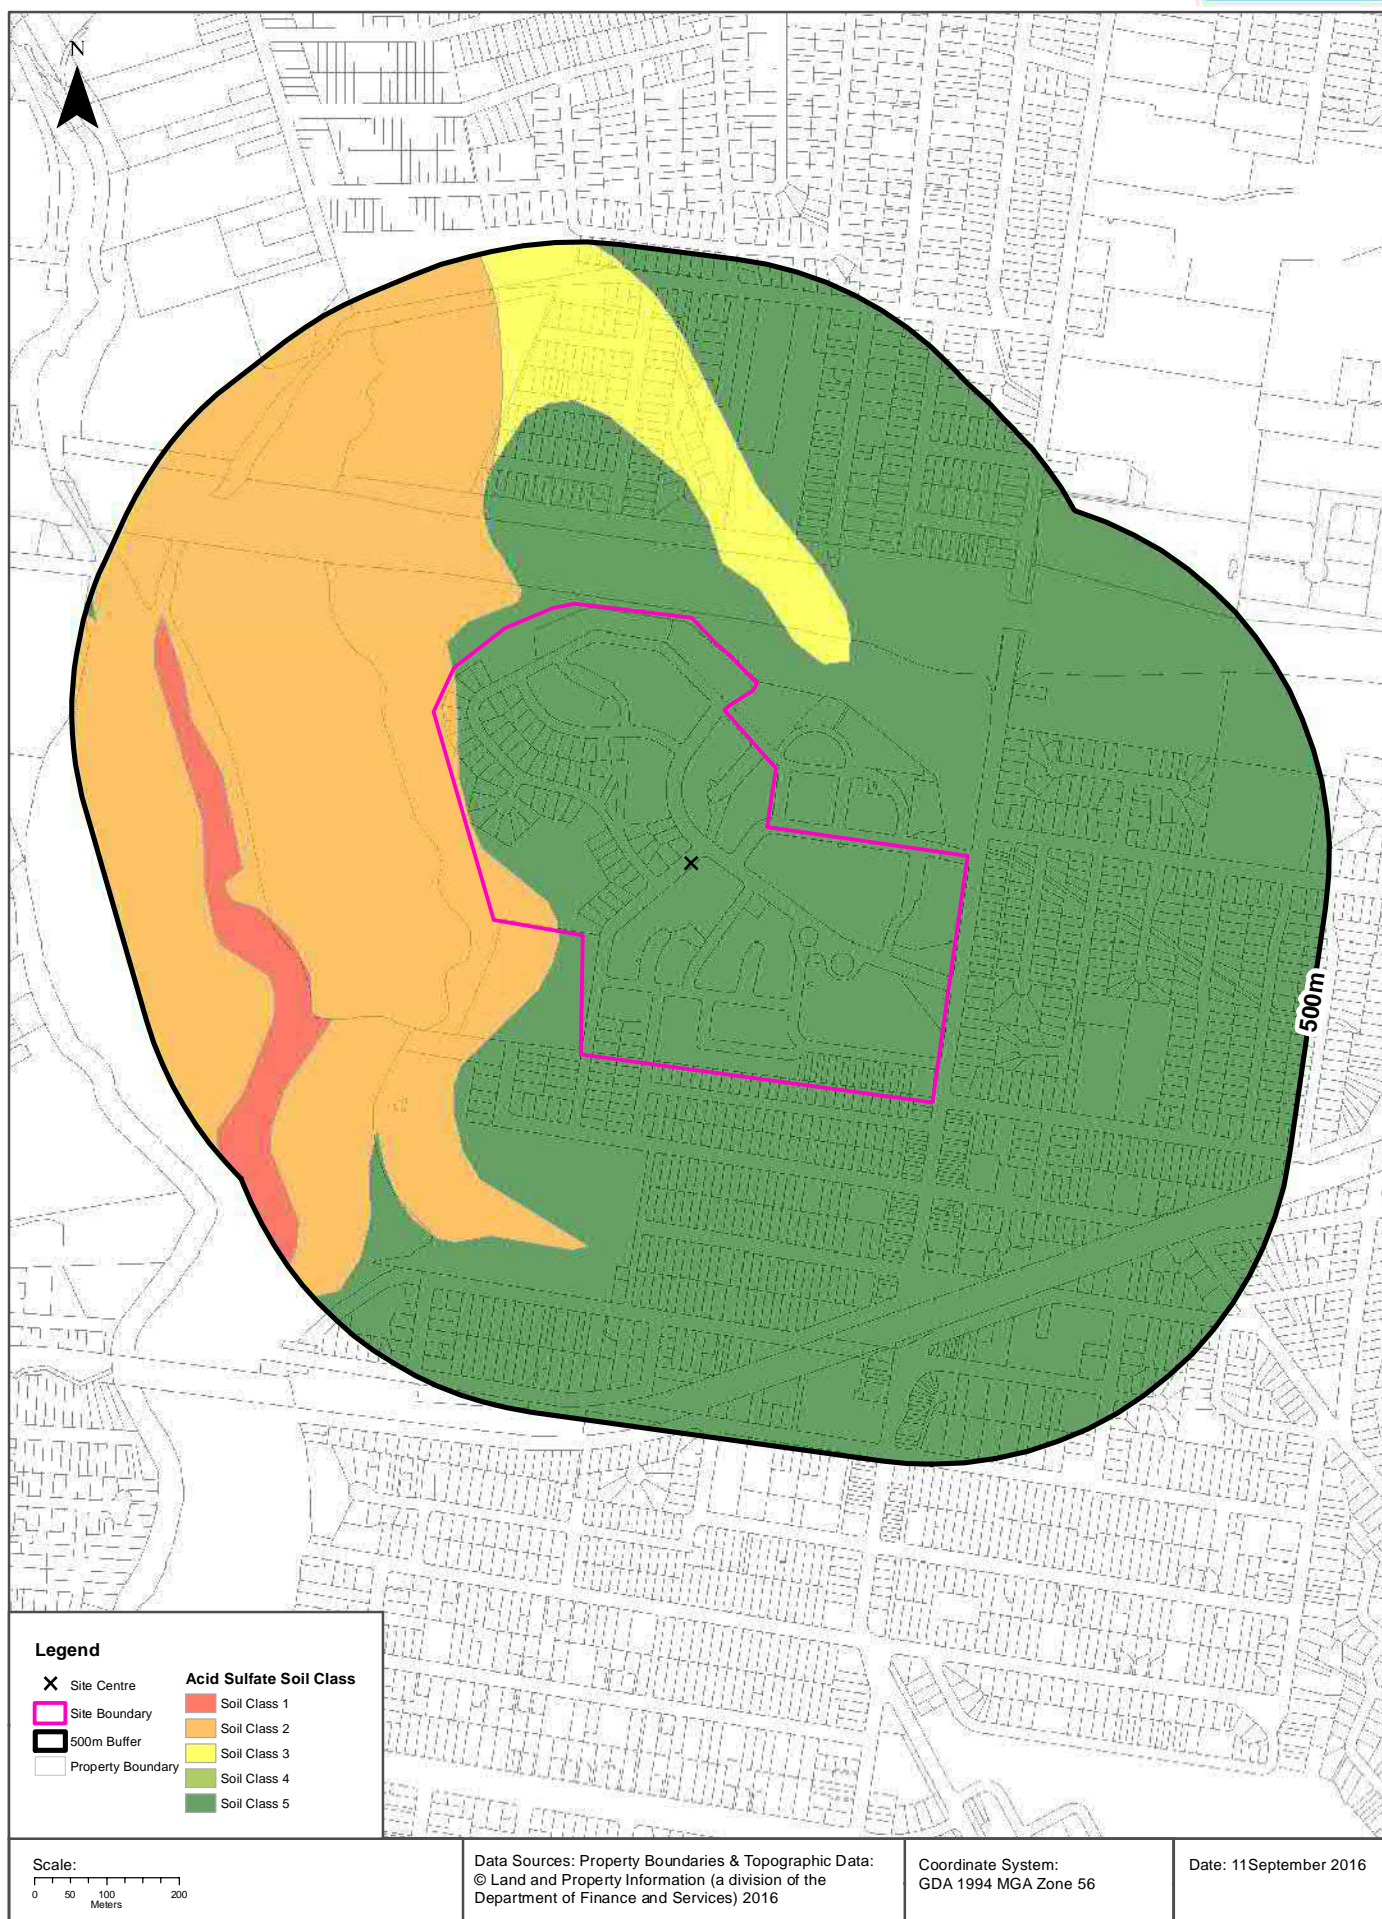 N
500m
Legend
Site Centre
Site Boundary
500m Buffer
Property Boundary
Acid Sulfate Soil Class
Soil Class 1
Soil Class 2
Soil Class 3
Soil Class 4
Soil Class 5
Scale:
0 50 100 200
Meters
Data Sources: Property Boundaries & Topographic Data:
© Land and Property Information (a division of the
Department of Finance and Services) 2016
Coordinate System:
GDA 1994 MGA Zone 56
Date: 11September 2016